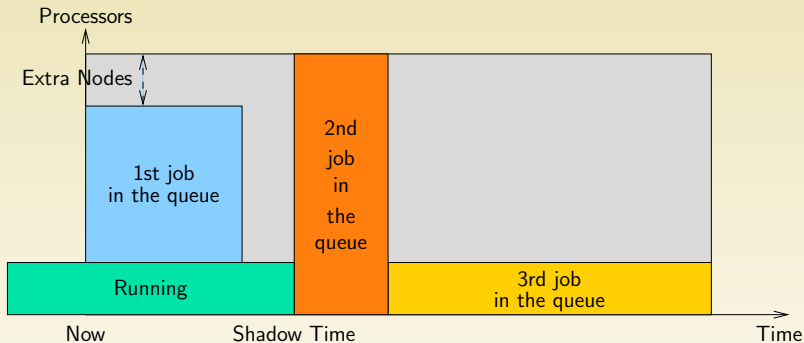 Processors
Extra Nodes
1st job
in the queue
2nd
job
in
the
queue
Running
3rd job
in the queue
Now
Shadow Time
Time